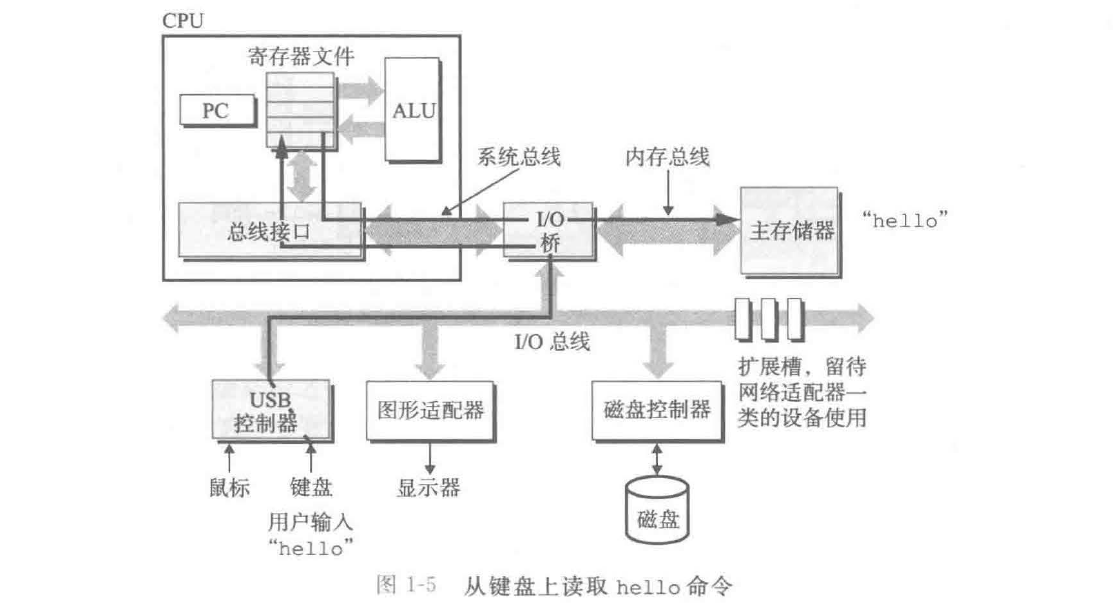 CPU
寄存器文件
PC
ALU
系统总线
内存总线
总线接口
I/O
桥
主存储器
“hello”
I/O 总线
扩展槽，留待
网络适配器一
类的设备使用
USB
控制器
图形适配器
磁盘控制器
鼠标
键盘
显示器
磁盘
用户输入
“hello”
图 1-5 从键盘上读取 hello 命令